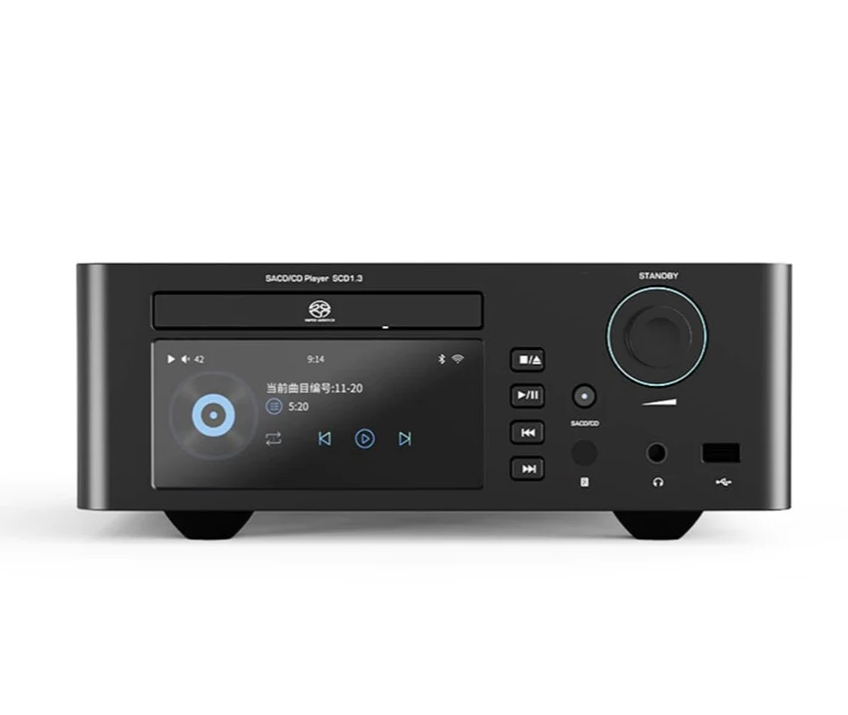 SACD/CD Player SCD1.3
STANDBY
42
9:14
当前曲目编号:11-20
5:20
SACD/CD